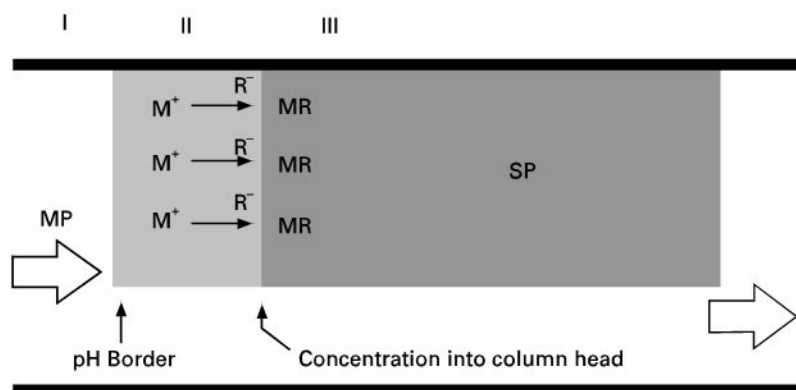 I II III
R⁻
M⁺ MR
R⁻
M⁺ MR
SP
R⁻
M⁺ MR
MP
pH Border
Concentration into column head